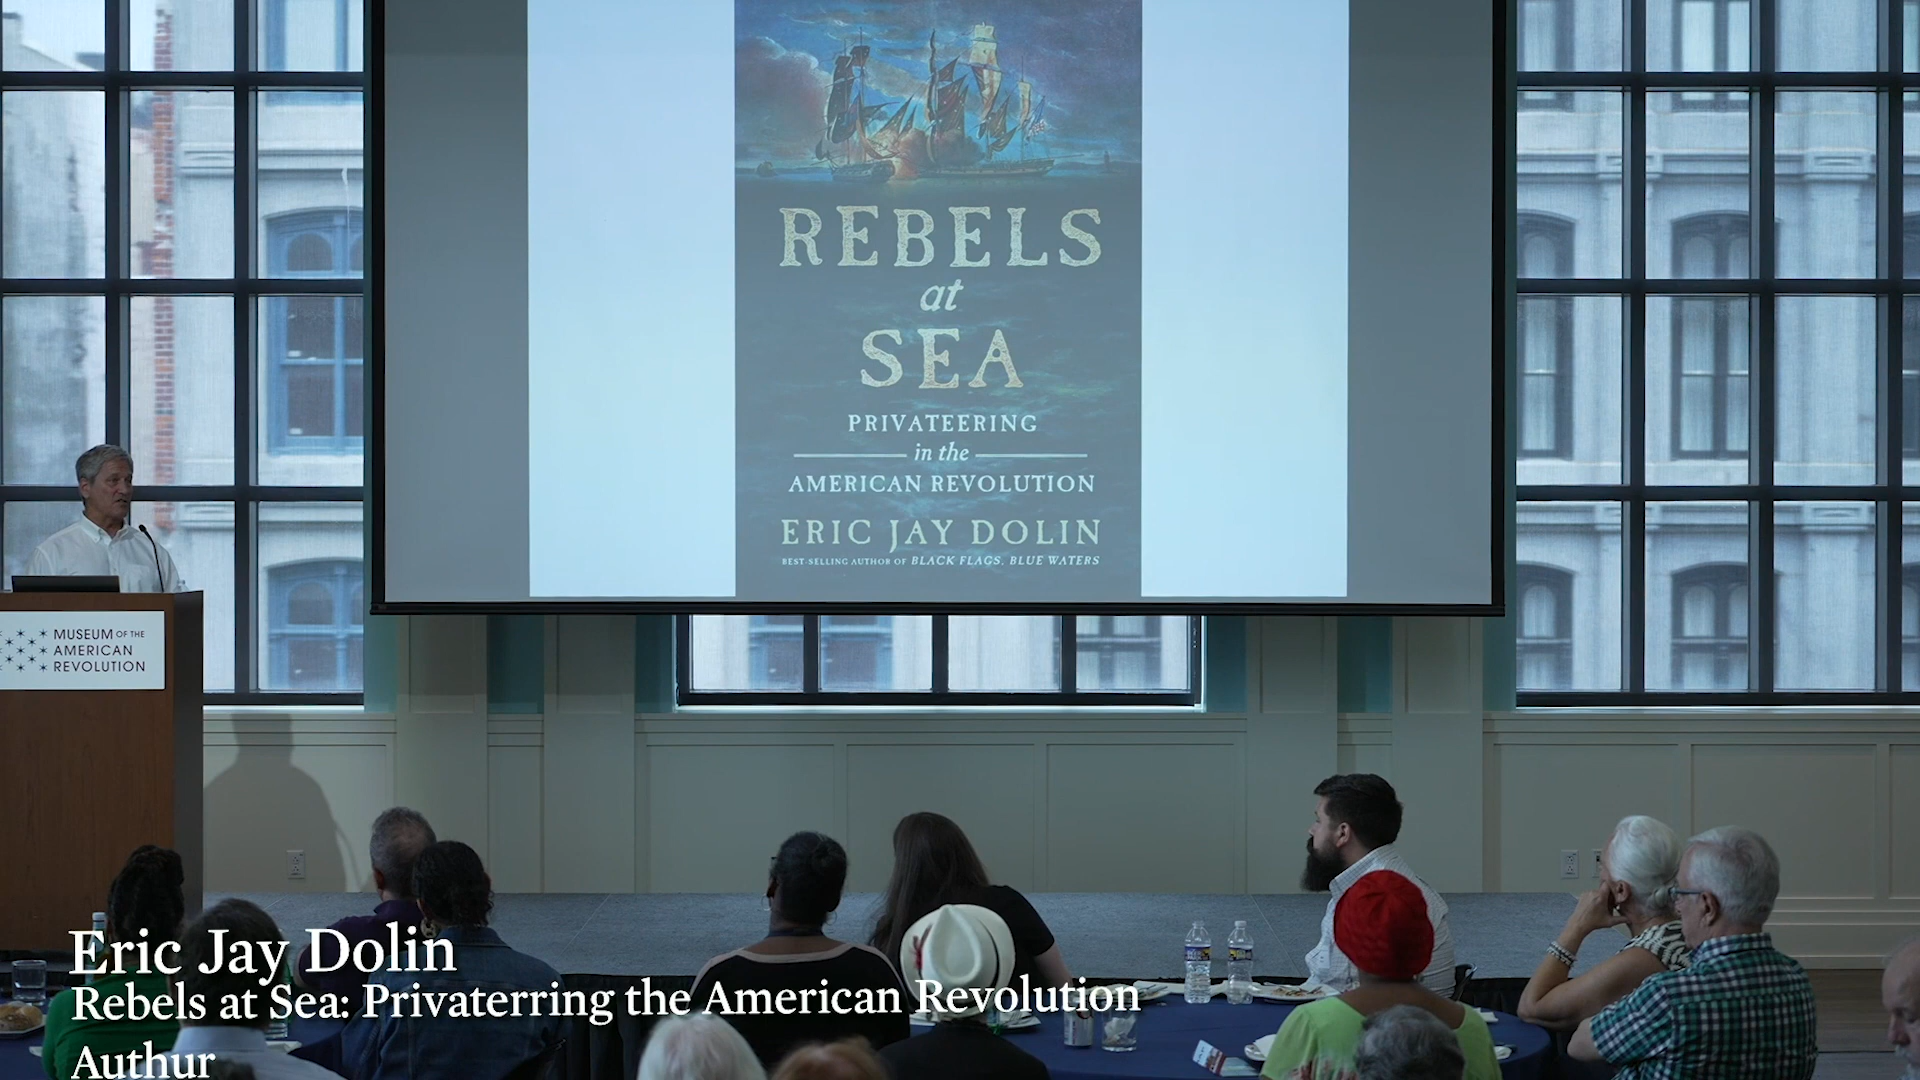 REBELS
at
SEA
PRIVATEERING
in the
AMERICAN REVOLUTION
ERIC JAY DOLIN
BEST-SELLING AUTHOR OF BLACK FLAGS, BLUE WATERS
MUSEUM OF THE
AMERICAN
REVOLUTION
Eric Jay Dolin
Rebels at Sea: Privaterring the American Revolution
Authur